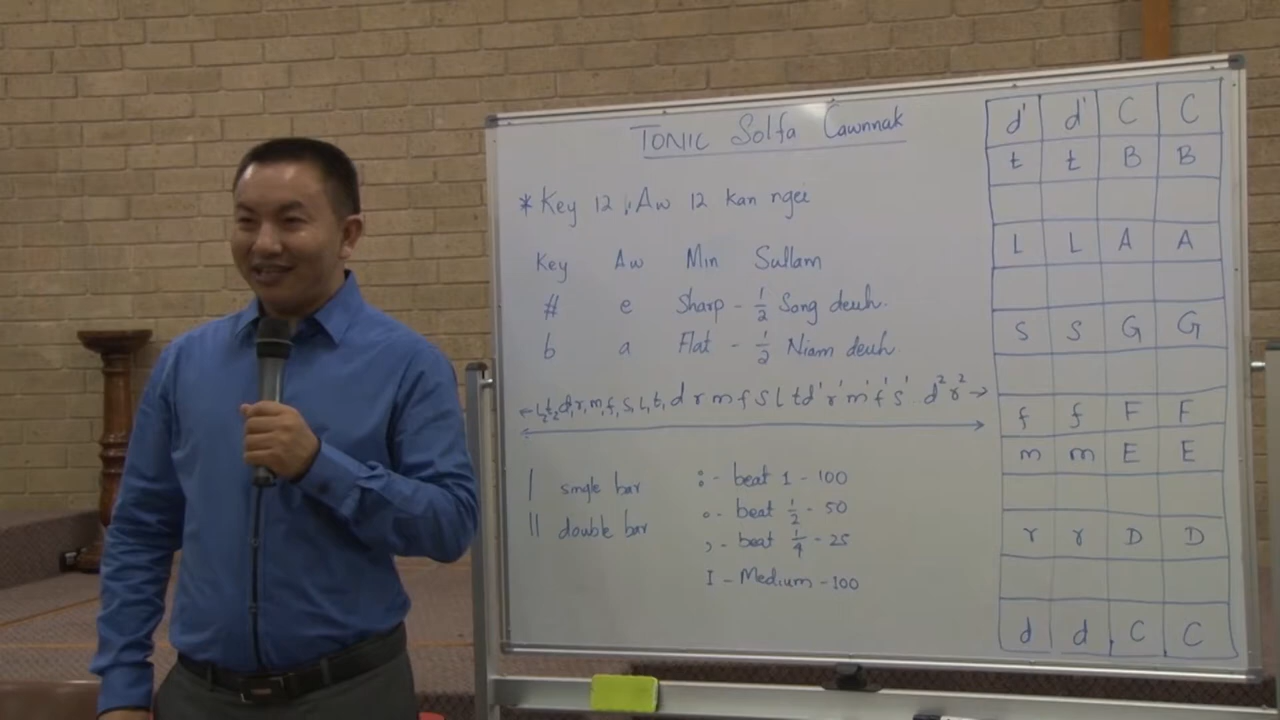 TONIC Solfa Cawnnak
* Key 12, Aw 12 kan ngei
Key Aw Min Sullam
# e Sharp - 1/2 Song deuh.
b a Flat - 1/2 Niam deuh.
← l₂ t₂ d, r, m, f, s, l, t, d r m f s l t d' r' m' f' s' . d² r² →
| single bar
|| double bar
: - beat 1 - 100
. - beat 1/2 - 50
, - beat 1/4 - 25
I - Medium - 100
d' d' C C
t t B B
L L A A
S S G G
f f F F
m m E E
r r D D
d d C C